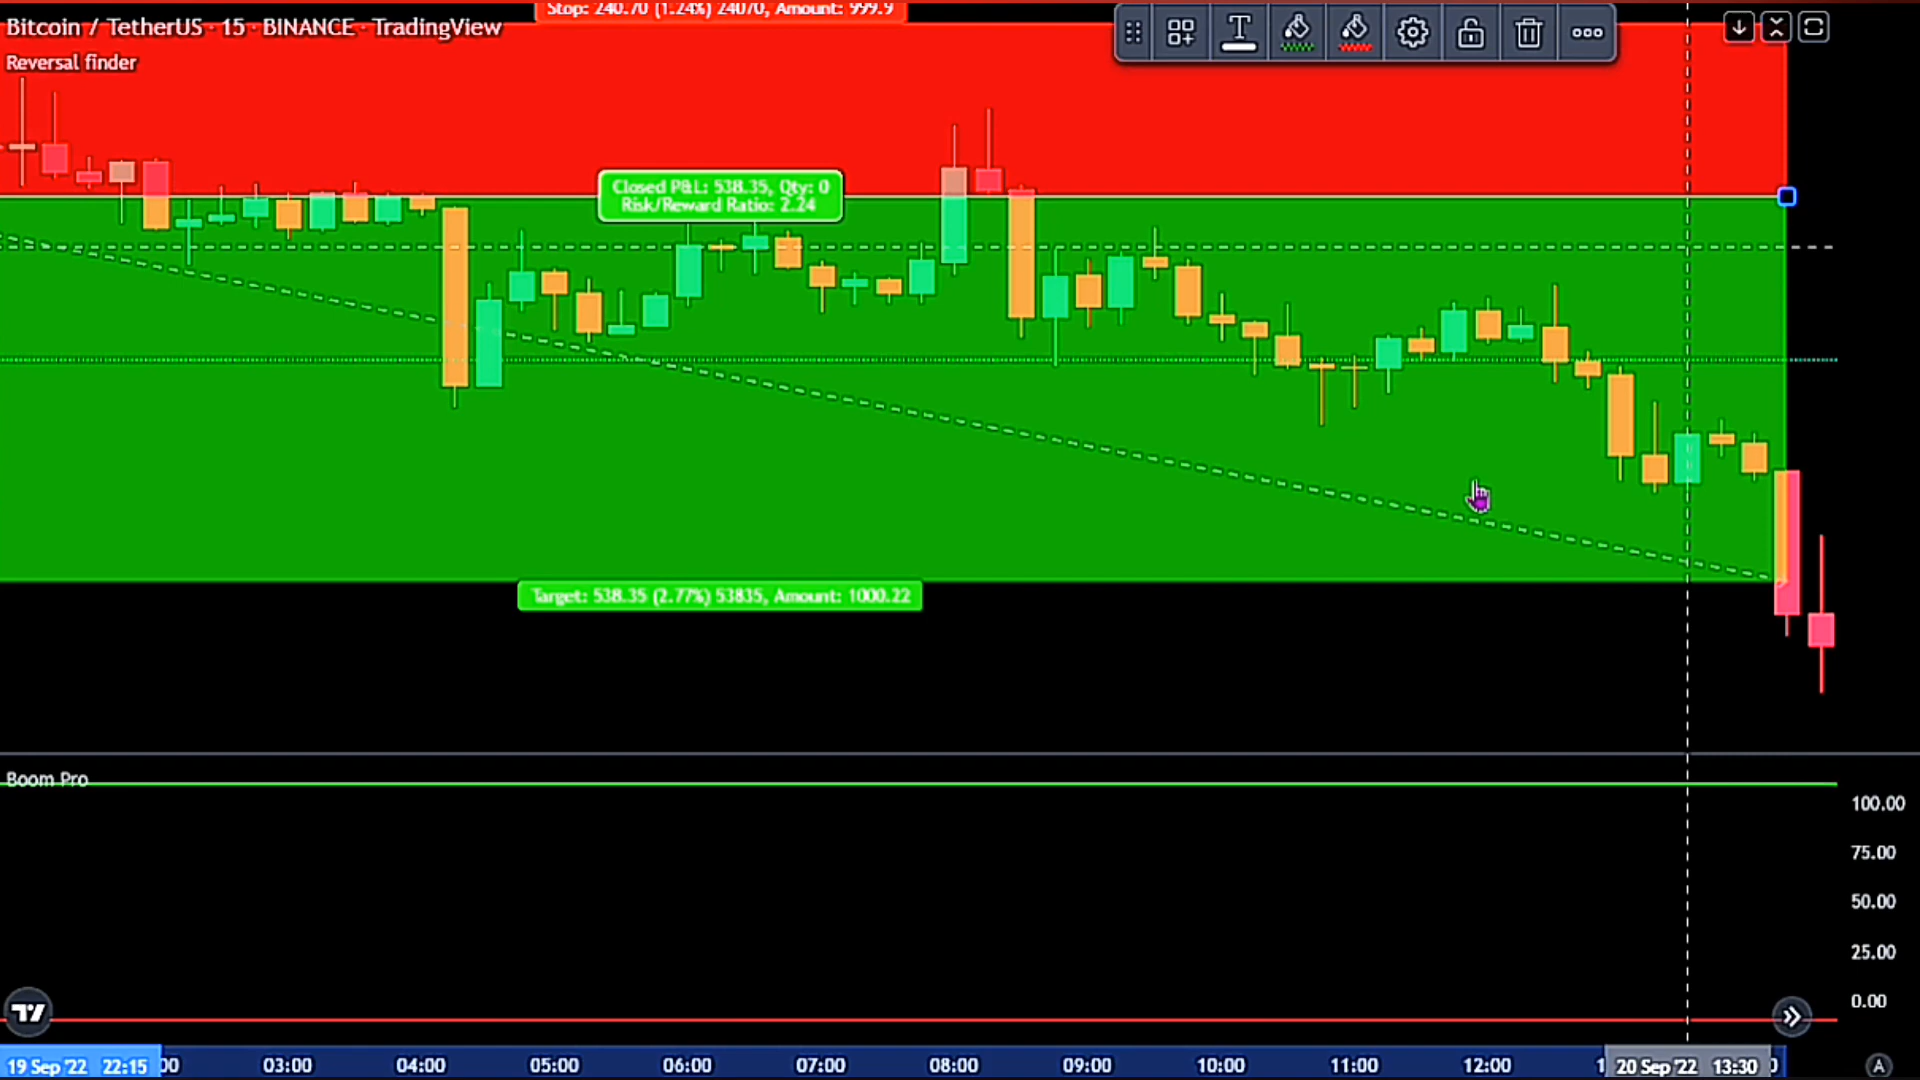 Stop: 240.70 (1.24%) 24070, Amount: 999.9
Bitcoin / TetherUS · 15 · BINANCE · TradingView
Reversal finder
T
Closed P&L: 538.35, Qty: 0
Risk/Reward Ratio: 2.24
Target: 538.35 (2.77%) 53835, Amount: 1000.22
Boom Pro
100.00
75.00
50.00
25.00
0.00
19 Sep '22 22:15 03:00 04:00 05:00 06:00 07:00 08:00 09:00 10:00 11:00 12:00 20 Sep '22 13:30 A